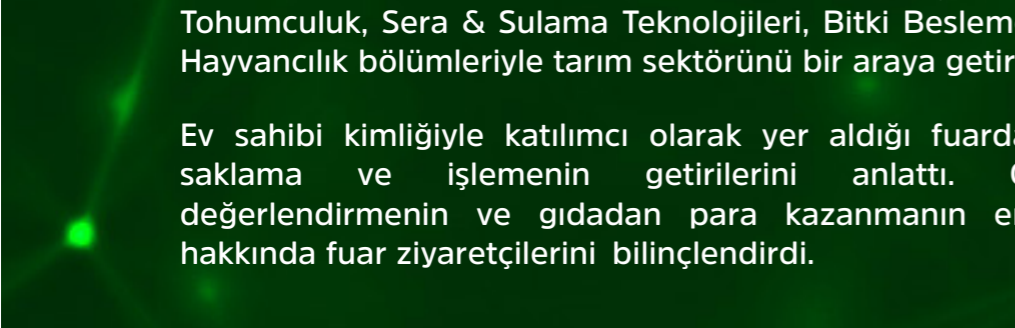 Tohumculuk, Sera & Sulama Teknolojileri, Bitki Beslem
Hayvancılık bölümleriyle tarım sektörünü bir araya getir
Ev sahibi kimliğiyle katılımcı olarak yer aldığı fuarda
saklama ve işlemenin getirilerini anlattı.
değerlendirmenin ve gıdadan para kazanmanın
hakkında fuar ziyaretçilerini bilinçlendirdi.